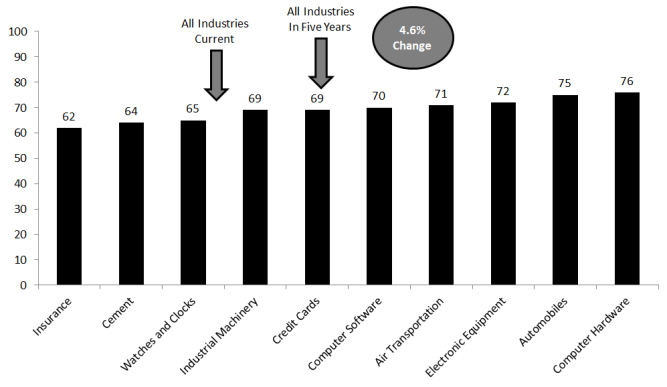 All Industries
Current
All Industries
In Five Years
4.6%
Change
100
90
80
70
60
50
40
30
20
10
0
62
64
65
69
69
70
71
72
75
76
Insurance
Cement
Watches and Clocks
Industrial Machinery
Credit Cards
Computer Software
Air Transportation
Electronic Equipment
Automobiles
Computer Hardware